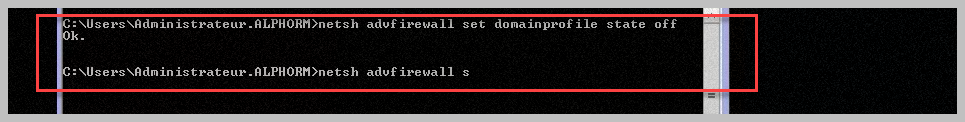 C:\Users\Administrateur.ALPHORM>netsh advfirewall set domainprofile state off
Ok.
C:\Users\Administrateur.ALPHORM>netsh advfirewall s